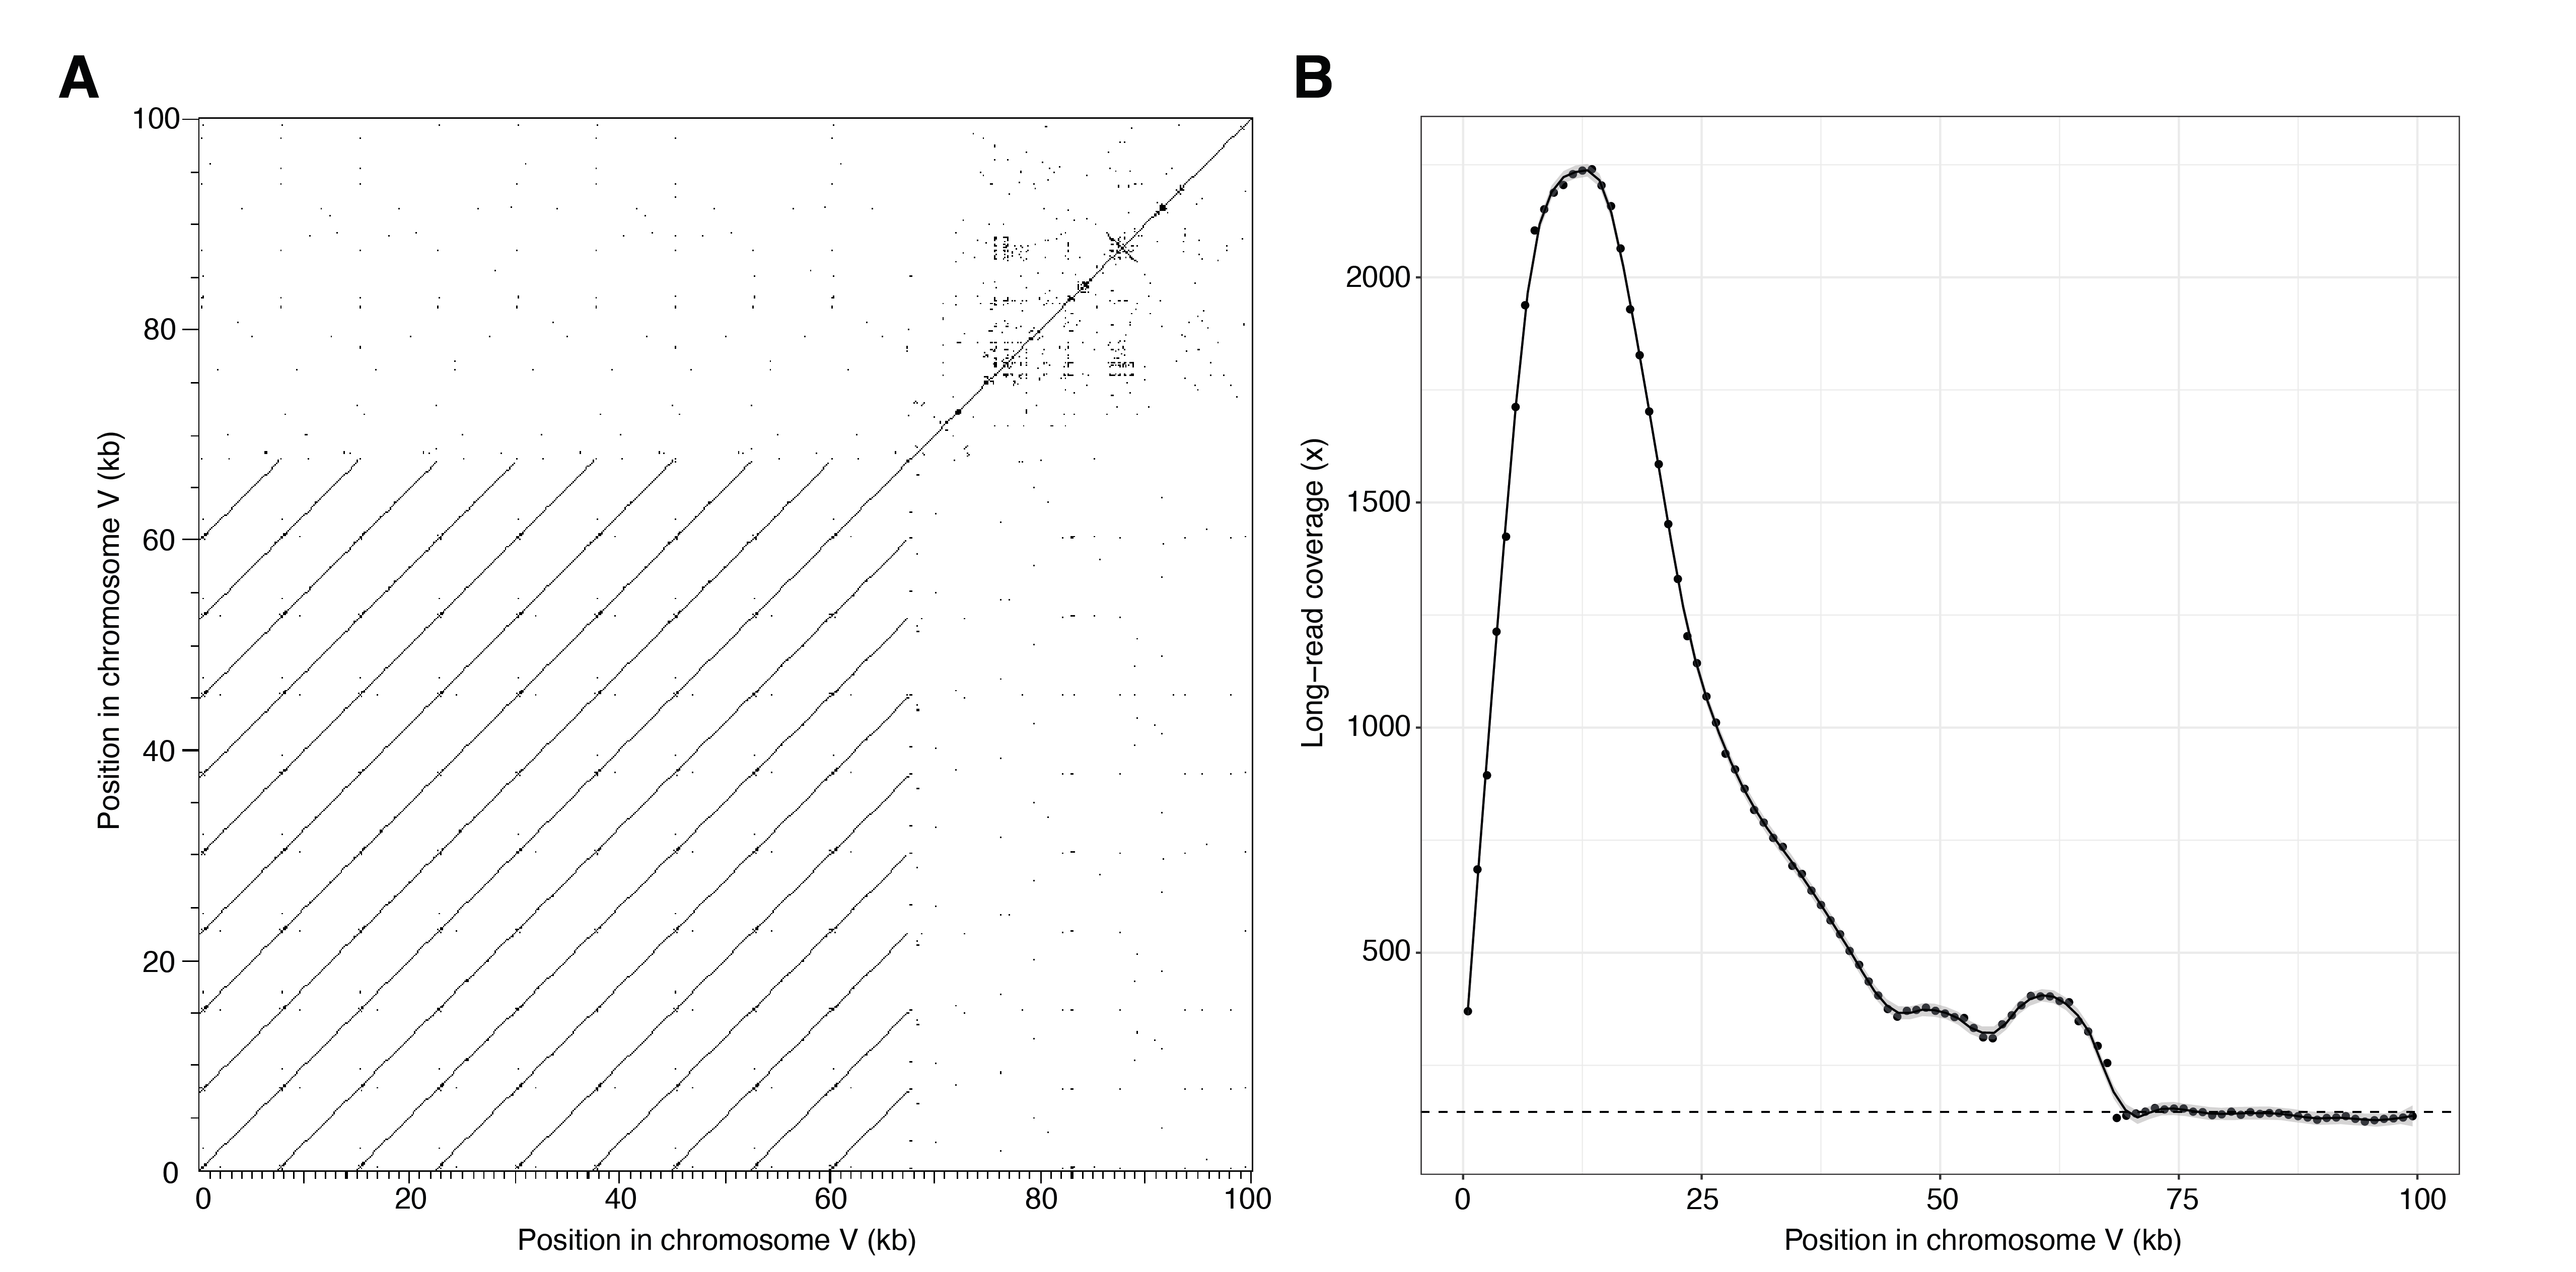 A
100
80
60
40
20
0
Position in chromosome V (kb)
0 20 40 60 80 100
Position in chromosome V (kb)
B
2000
1500
1000
500
Long−read coverage (x)
0 25 50 75 100
Position in chromosome V (kb)